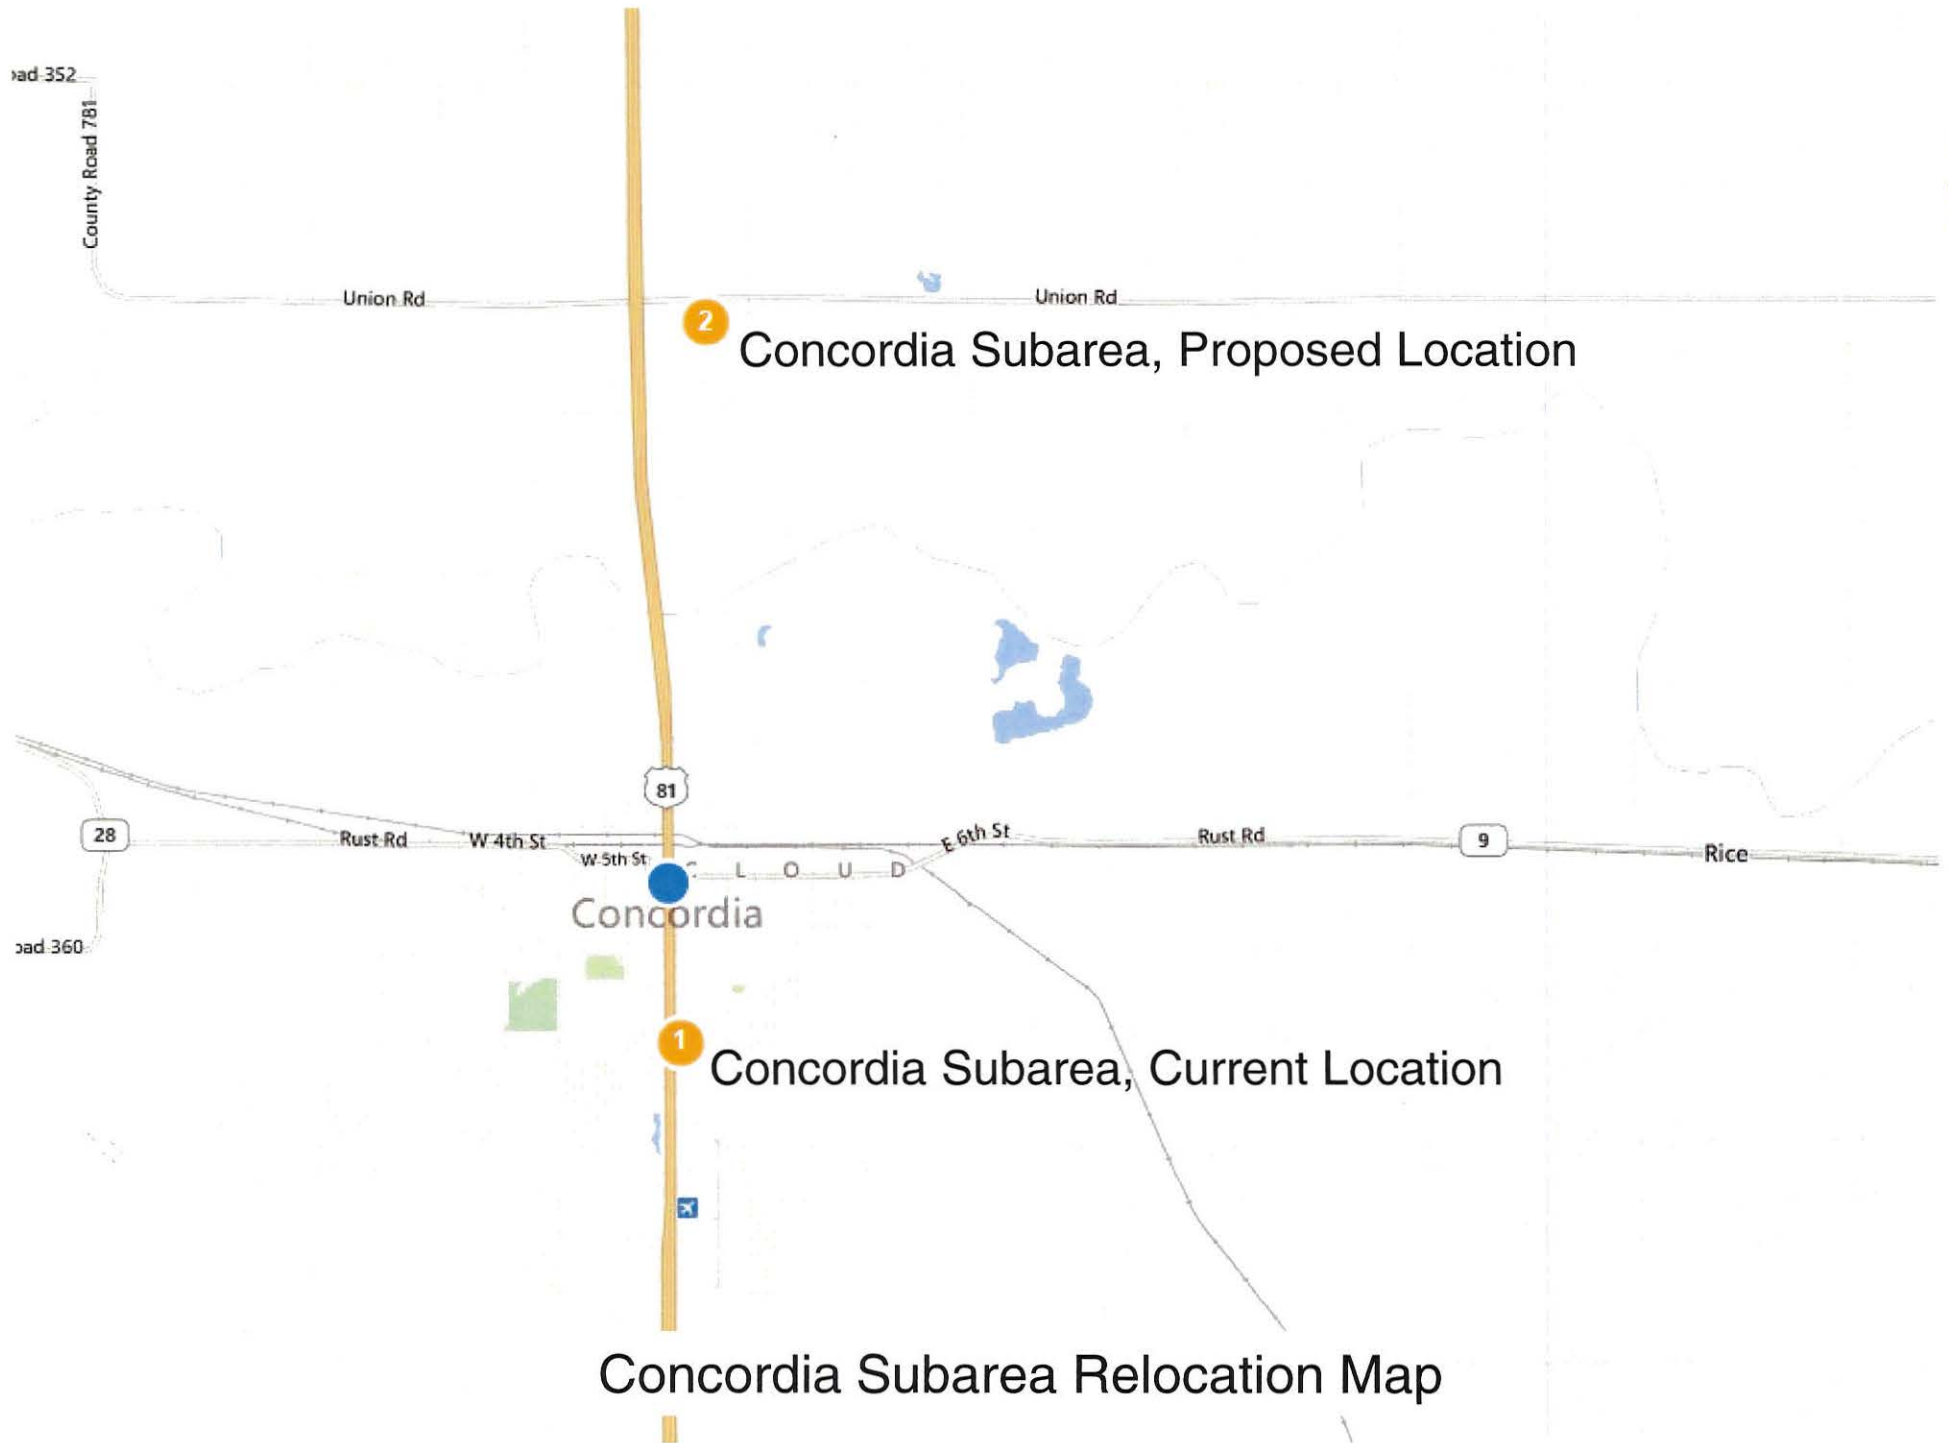 oad 352
County Road 781
Union Rd
Union Rd
2
Concordia Subarea, Proposed Location
81
28
Rust Rd
W 4th St
E 6th St
Rust Rd
9
W 5th St
Rice
L O U D
Concordia
oad 360
1
Concordia Subarea, Current Location
Concordia Subarea Relocation Map